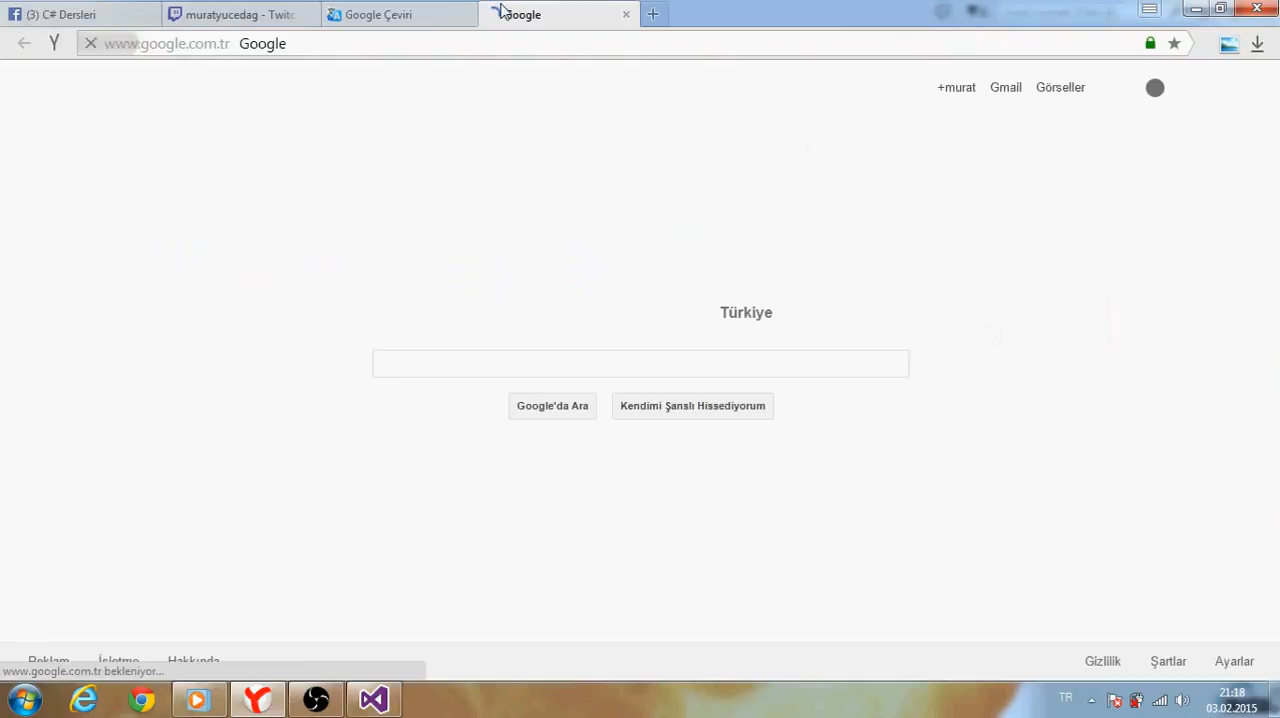 (3) C# Dersleri
muratyucedag - Twitc
Google Çeviri
Google
www.google.com.tr Google
+murat Gmail Görseller
Türkiye
Google'da Ara
Kendimi Şanslı Hissediyorum
Reklam İşletme Hakkında
Gizlilik Şartlar Ayarlar
www.google.com.tr bekleniyor...
TR
21:18
03.02.2015